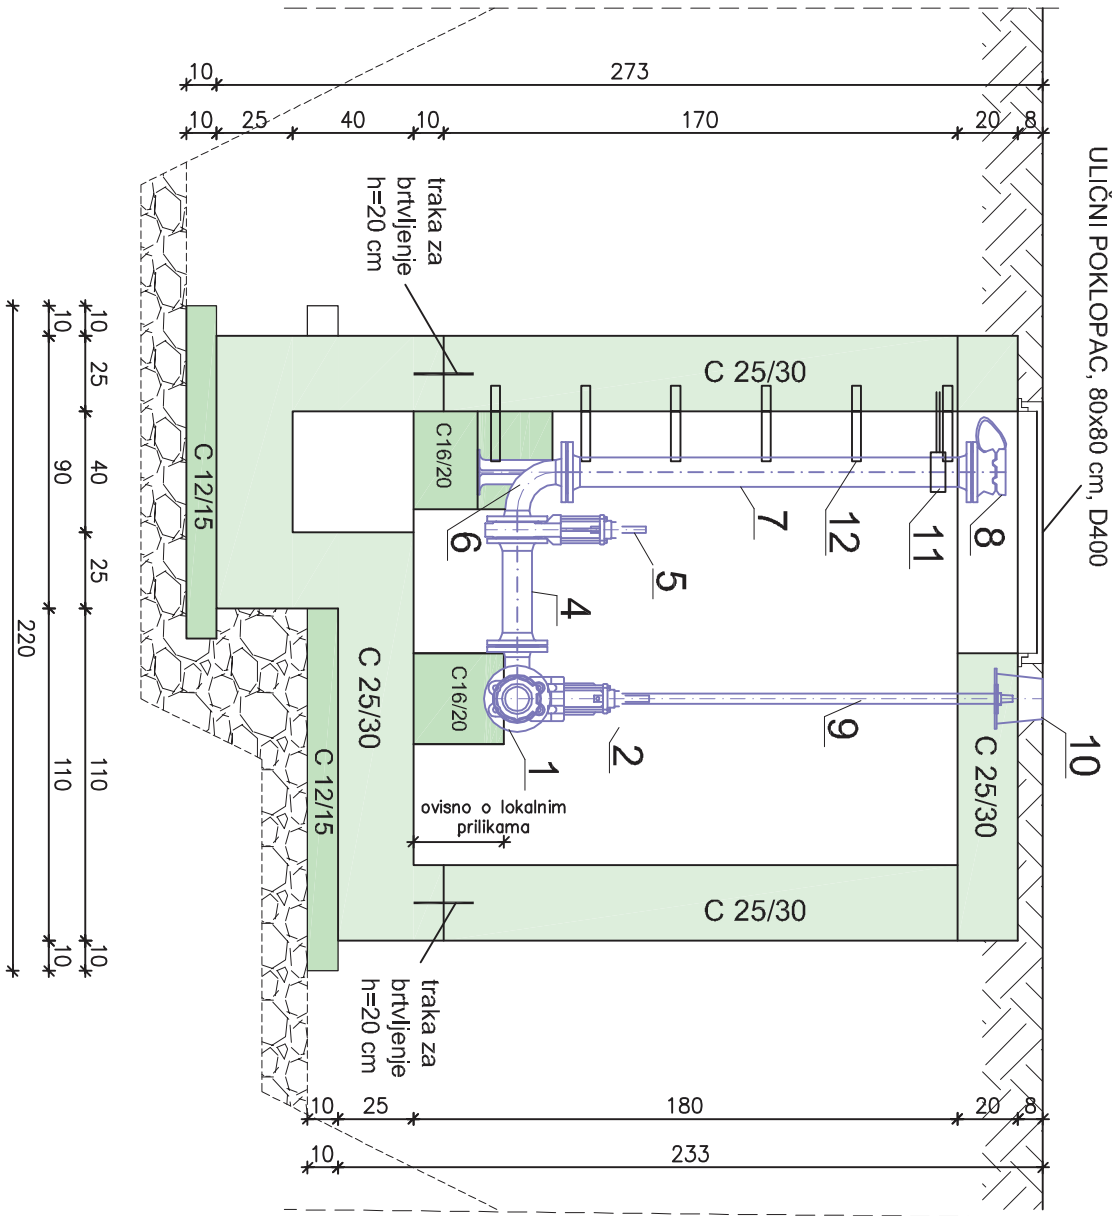 ULIČNI POKLOPAC, 80x80 cm, D400
10
273
10
25
40
10
170
20
8
traka za
brtvljenje
h=20 cm
C 25/30
C16/20
C 12/15
C 25/30
C16/20
C 12/15
C 25/30
C 25/30
1
2
4
5
6
7
8
9
10
11
12
ovisno o lokalnim
prilikama
traka za
brtvljenje
h=20 cm
10
25
40
25
110
10
10
90
110
10
220
10
25
180
20
8
10
233